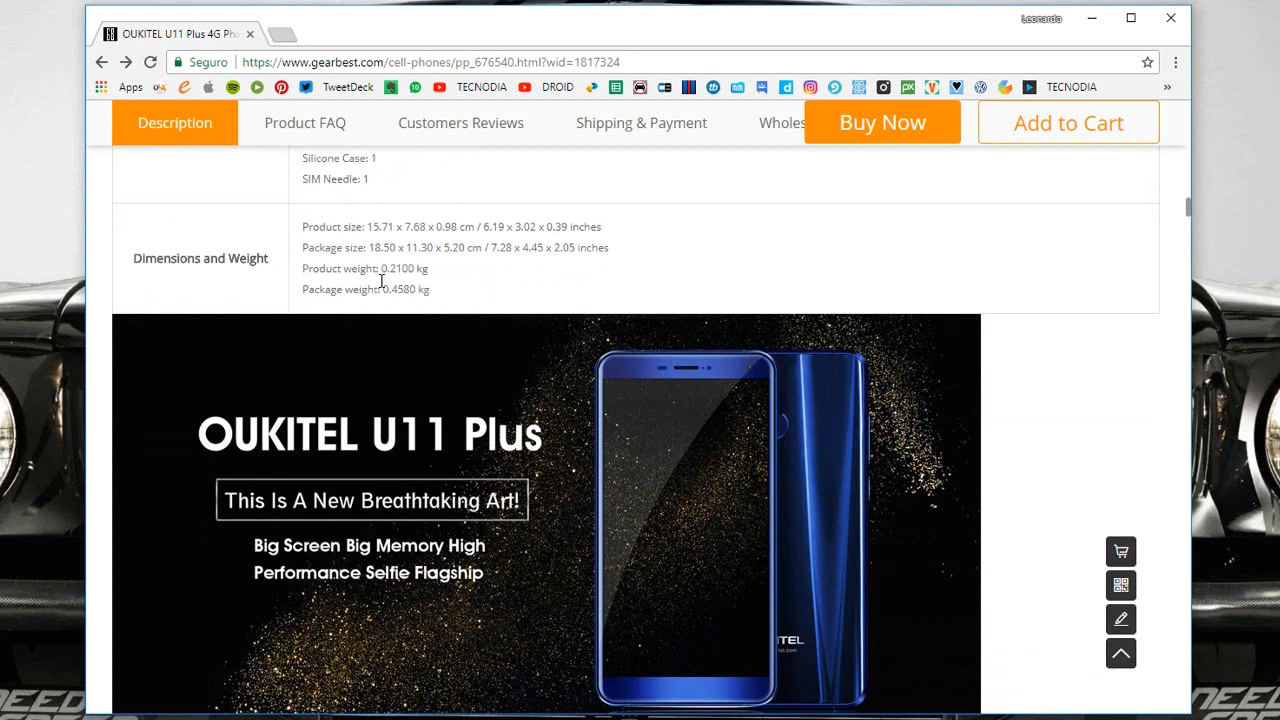 Leonardo
OUKITEL U11 Plus 4G Pha
Seguro
https://www.gearbest.com/cell-phones/pp_676540.html?wid=1817324
Apps
TweetDeck
10
TECNODIA
DROID
TECNODIA
»
Description
Product FAQ
Customers Reviews
Shipping & Payment
Wholes
Buy Now
Add to Cart
Silicone Case: 1
SIM Needle: 1
Dimensions and Weight
Product size: 15.71 x 7.68 x 0.98 cm / 6.19 x 3.02 x 0.39 inches
Package size: 18.50 x 11.30 x 5.20 cm / 7.28 x 4.45 x 2.05 inches
Product weight: 0.2100 kg
Package weight: 0.4580 kg
OUKITEL U11 Plus
This Is A New Breathtaking Art!
Big Screen Big Memory High
Performance Selfie Flagship
ITEL
NEED
NEED